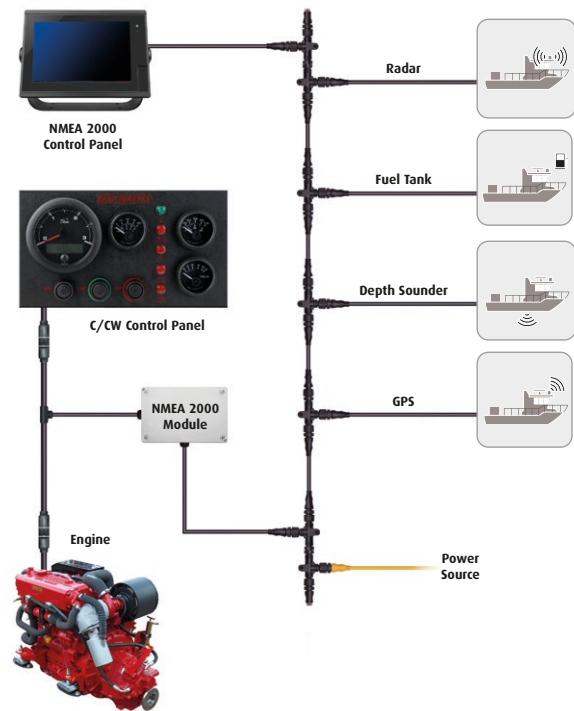 NMEA 2000
Control Panel
Radar
Fuel Tank
C/CW Control Panel
Depth Sounder
NMEA 2000
Module
GPS
Engine
Power
Source